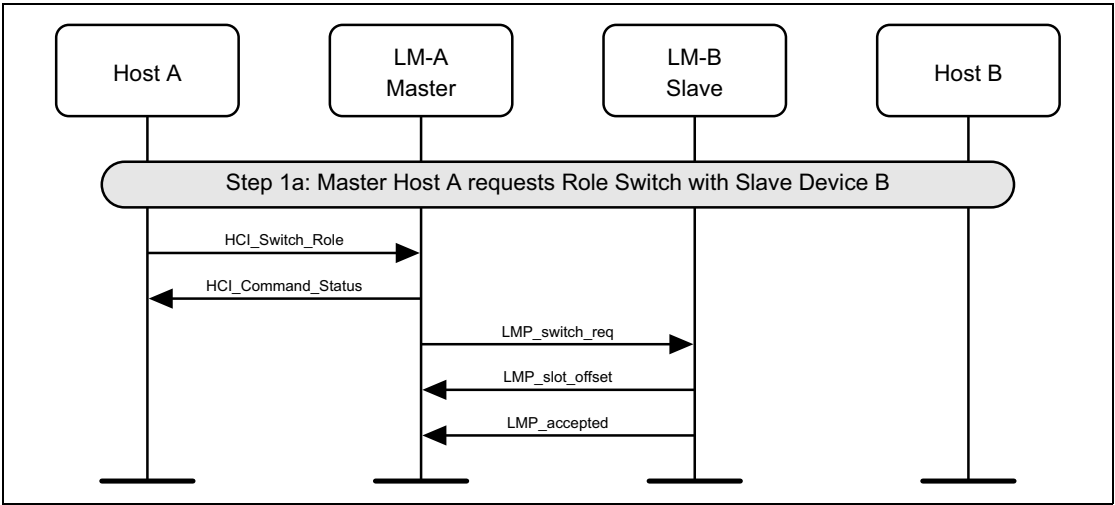 Host A
LM-A
Master
LM-B
Slave
Host B
Step 1a: Master Host A requests Role Switch with Slave Device B
HCI_Switch_Role
HCI_Command_Status
LMP_switch_req
LMP_slot_offset
LMP_accepted